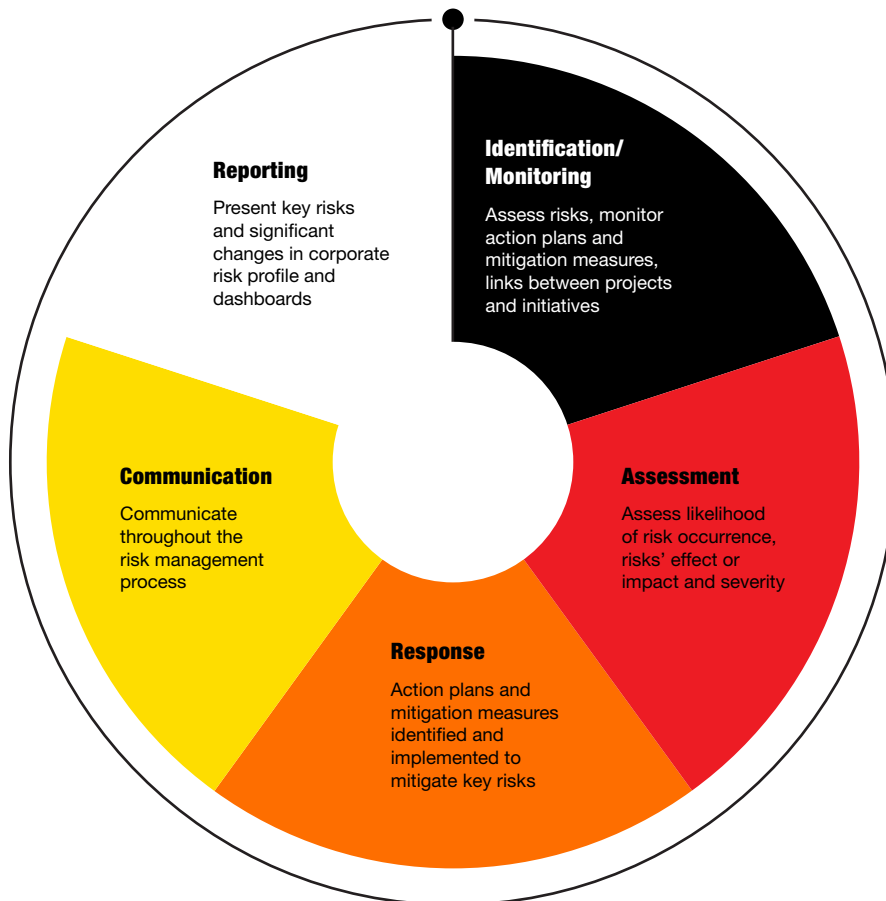 Identification/
Monitoring
Assess risks, monitor
action plans and
mitigation measures,
links between projects
and initiatives
Assessment
Assess likelihood
of risk occurrence,
risks’ effect or
impact and severity
Response
Action plans and
mitigation measures
identified and
implemented to
mitigate key risks
Communication
Communicate
throughout the
risk management
process
Reporting
Present key risks
and significant
changes in corporate
risk profile and
dashboards